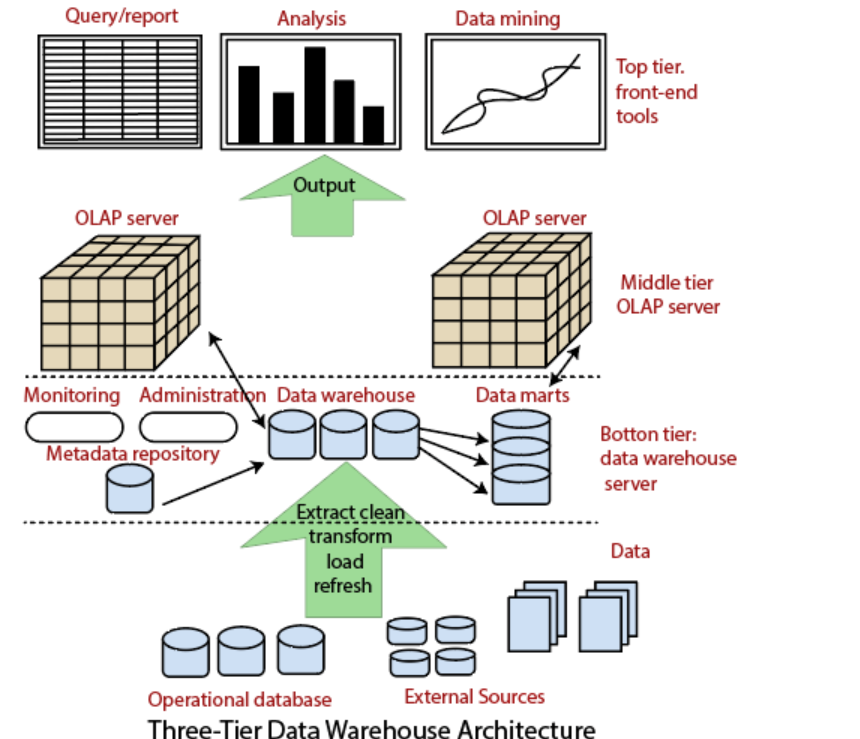 Query/report
Analysis
Data mining
Top tier.
front-end
tools
Output
OLAP server
OLAP server
Middle tier
OLAP server
Monitoring
Administration
Data warehouse
Data marts
Metadata repository
Botton tier:
data warehouse
server
Extract clean
transform
load
refresh
Data
Operational database
External Sources
Three-Tier Data Warehouse Architecture